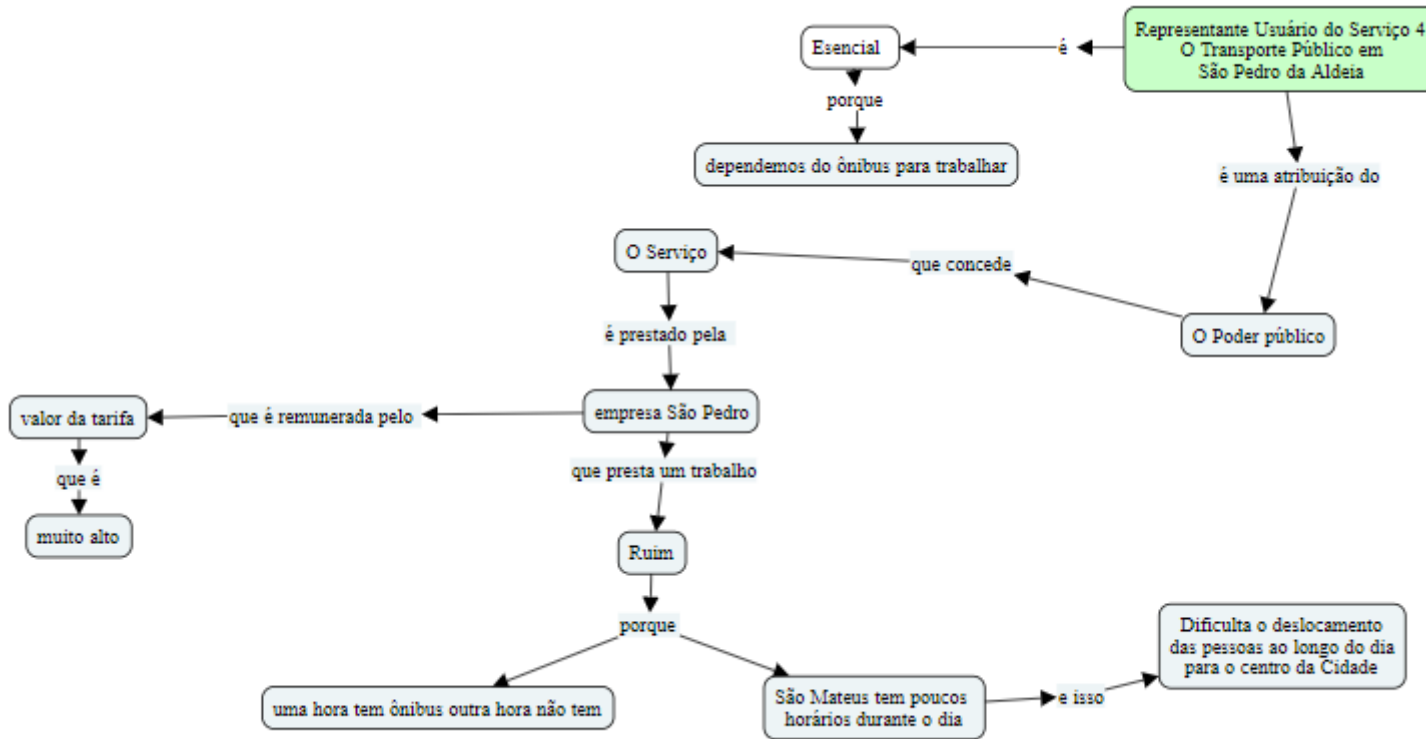 Representante Usuário do Serviço 4
O Transporte Público em
São Pedro da Aldeia
é
Esencial
porque
dependemos do ônibus para trabalhar
é uma atribuição do
O Poder público
que concede
O Serviço
é prestado pela
empresa São Pedro
que é remunerada pelo
valor da tarifa
que é
muito alto
que presta um trabalho
Ruim
porque
uma hora tem ônibus outra hora não tem
São Mateus tem poucos
horários durante o dia
e isso
Dificulta o deslocamento
das pessoas ao longo do dia
para o centro da Cidade